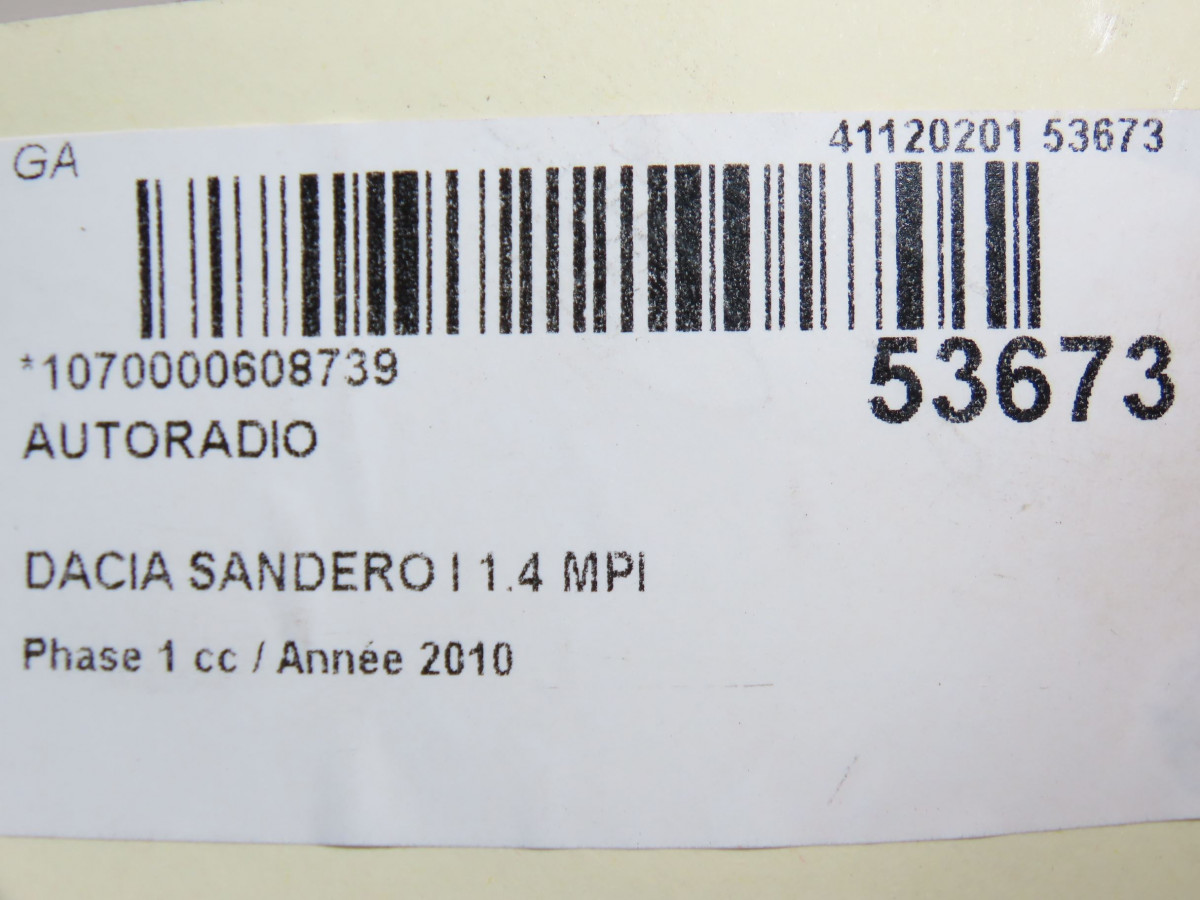 GA
41120201 53673
*1070000608739
53673
AUTORADIO
DACIA SANDERO I 1.4 MPI
Phase 1 cc / Année 2010